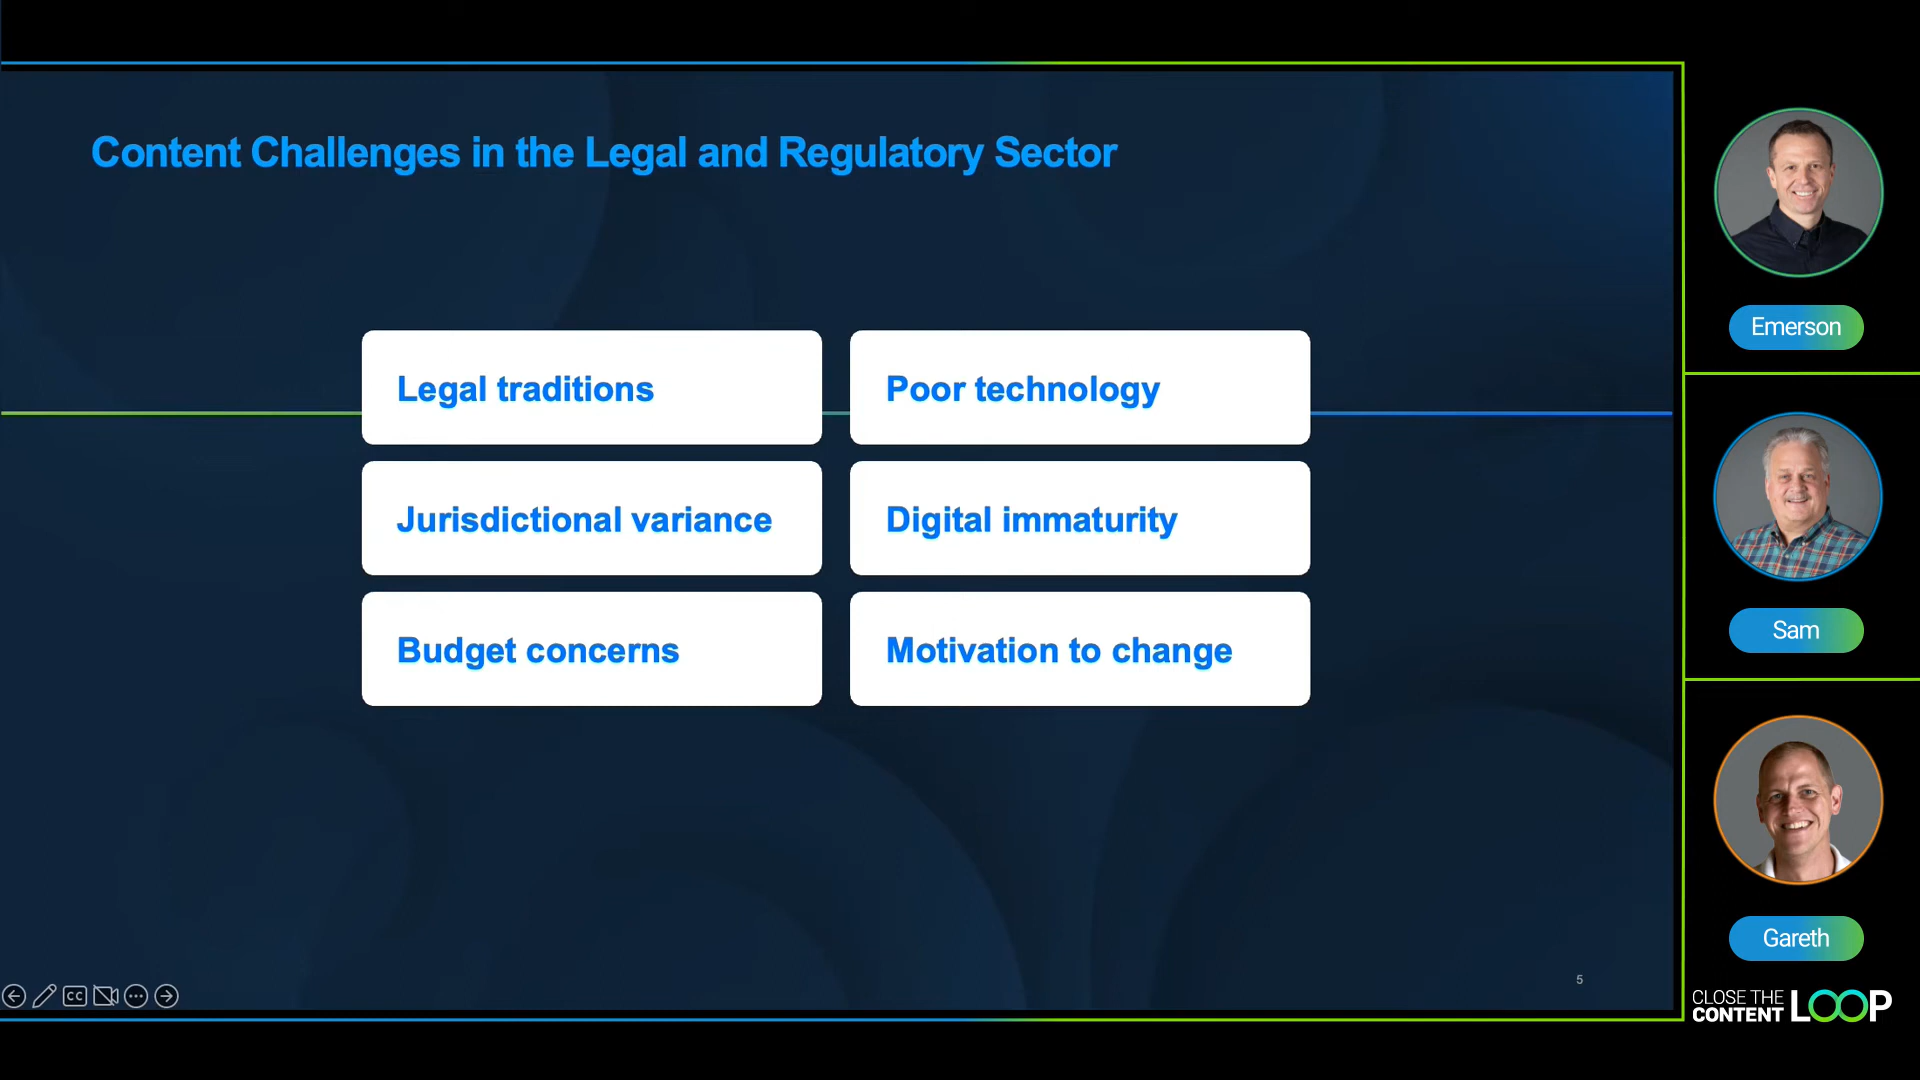 Content Challenges in the Legal and Regulatory Sector
Legal traditions
Poor technology
Jurisdictional variance
Digital immaturity
Budget concerns
Motivation to change
5
CC
Emerson
Sam
Gareth
CLOSE THE
CONTENT LOOP